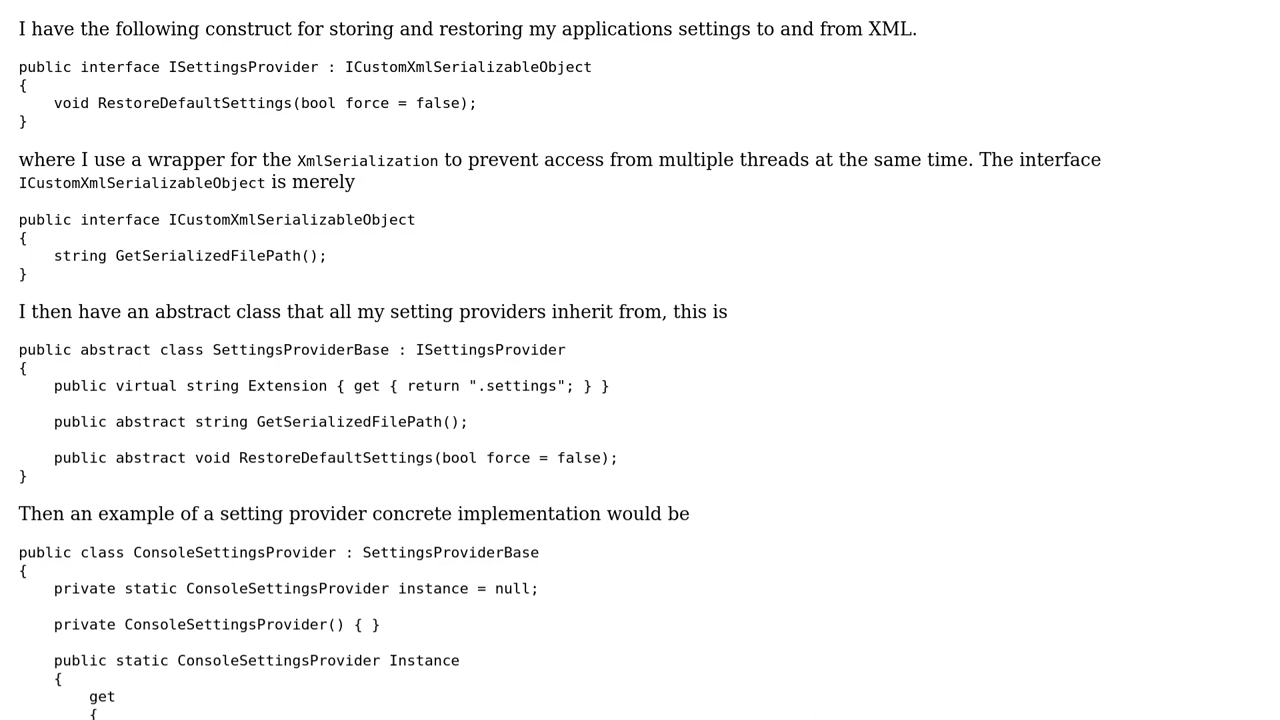 I have the following construct for storing and restoring my applications settings to and from XML.
public interface ISettingsProvider : ICustomXmlSerializableObject
{
    void RestoreDefaultSettings(bool force = false);
}
where I use a wrapper for the XmlSerialization to prevent access from multiple threads at the same time. The interface
ICustomXmlSerializableObject is merely
public interface ICustomXmlSerializableObject
{
    string GetSerializedFilePath();
}
I then have an abstract class that all my setting providers inherit from, this is
public abstract class SettingsProviderBase : ISettingsProvider
{
    public virtual string Extension { get { return ".settings"; } }
    public abstract string GetSerializedFilePath();
    public abstract void RestoreDefaultSettings(bool force = false);
}
Then an example of a setting provider concrete implementation would be
public class ConsoleSettingsProvider : SettingsProviderBase
{
    private static ConsoleSettingsProvider instance = null;
    private ConsoleSettingsProvider() { }
    public static ConsoleSettingsProvider Instance
    {
        get
        {